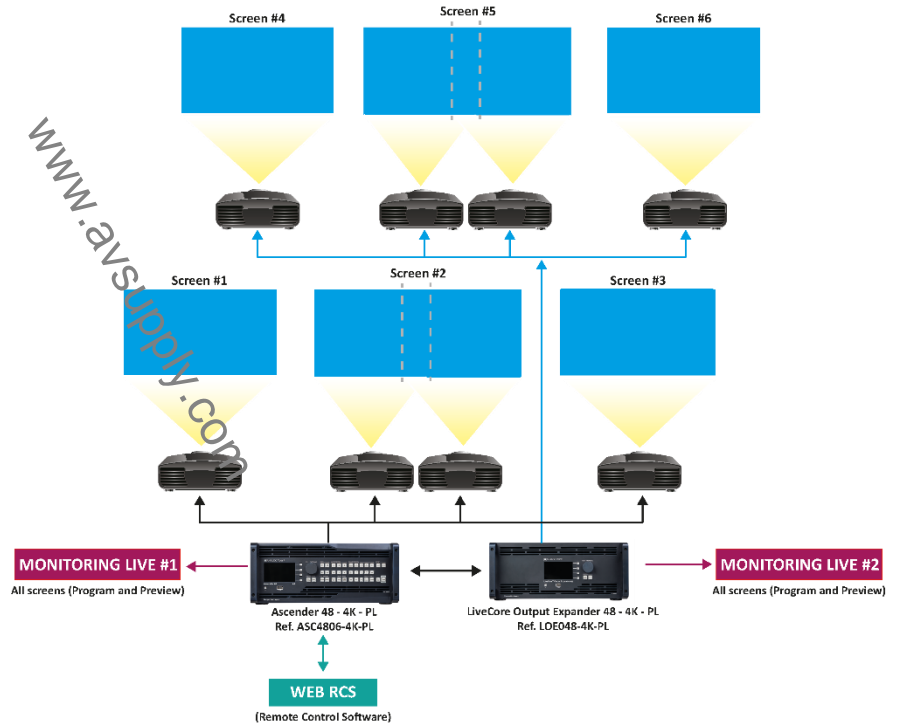 Screen #4
Screen #5
Screen #6
www.avsupply.com
Screen #1
Screen #2
Screen #3
MONITORING LIVE #1
All screens (Program and Preview)
MONITORING LIVE #2
All screens (Program and Preview)
Ascender 48 - 4K - PL
Ref. ASC4806-4K-PL
LiveCore Output Expander 48 - 4K - PL
Ref. LOE048-4K-PL
WEB RCS
(Remote Control Software)